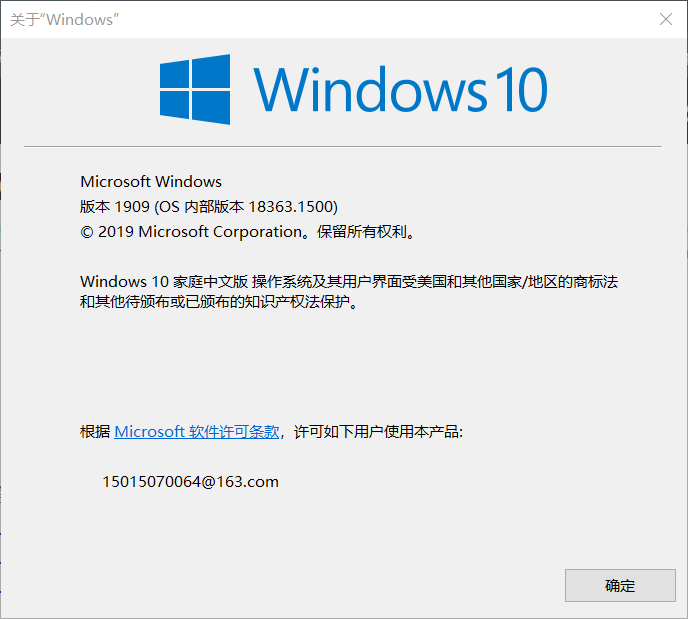 关于“Windows”
Windows 10
Microsoft Windows
版本 1909 (OS 内部版本 18363.1500)
© 2019 Microsoft Corporation。保留所有权利。
Windows 10 家庭中文版 操作系统及其用户界面受美国和其他国家/地区的商标法
和其他待颁布或已颁布的知识产权法保护。
根据 Microsoft 软件许可条款，许可如下用户使用本产品:
15015070064@163.com
确定